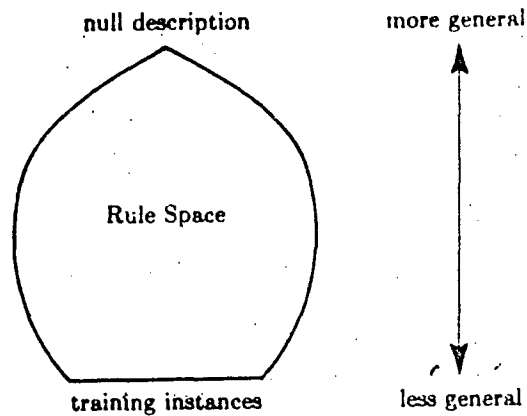 null description
more general
Rule Space
training instances
less general